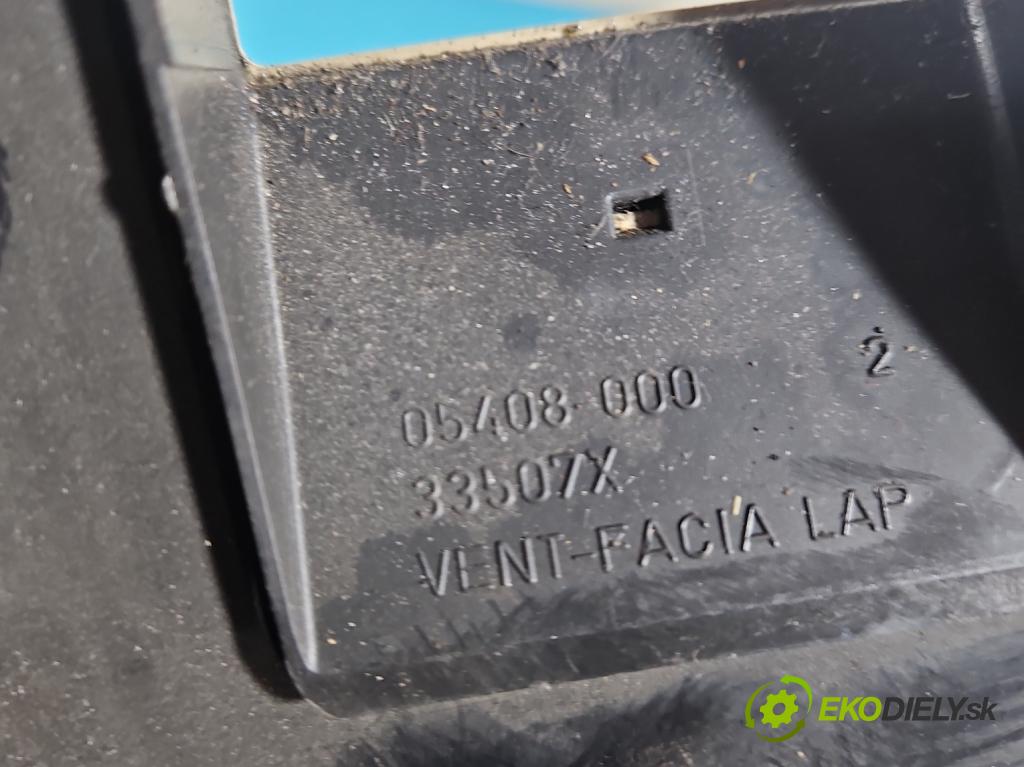 2
05408-000
33507X
VENT-FACIA LAP
EKODIELY.sk